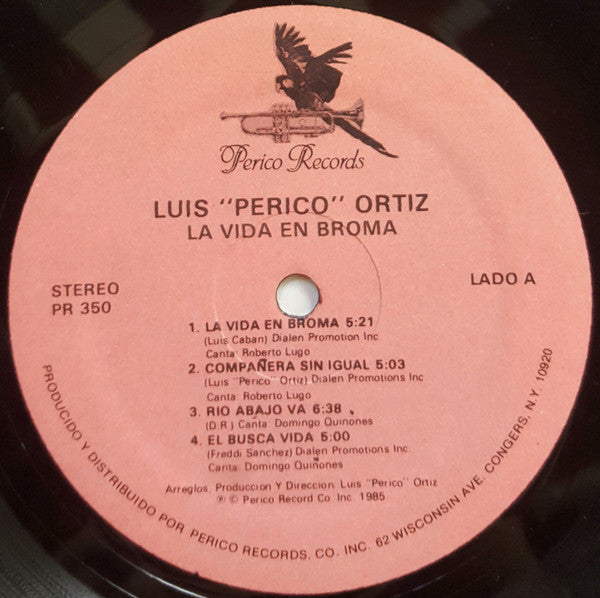 Perico Records
LUIS "PERICO" ORTIZ
LA VIDA EN BROMA
STEREO
PR 350
LADO A
1. LA VIDA EN BROMA 5:21
(Luis Caban) Dialen Promotion Inc
Canta: Roberto Lugo
2. COMPAÑERA SIN IGUAL 5:03
(Luis "Perico" Ortiz) Dialen Promotions Inc
Canta: Roberto Lugo
3. RIO ABAJO VA 6:38
(D.R.) Canta: Domingo Quinones
4. EL BUSCA VIDA 5:00
(Freddi Sanchez) Dialen Promotions Inc.
Canta: Domingo Quiñones
Arreglos, Produccion Y Direccion: Luis "Perico" Ortiz
℗ © Perico Record Co. Inc. 1985
PRODUCIDO Y DISTRIBUIDO POR PERICO RECORDS, CO. INC. 62 WISCONSIN AVE. CONGERS, N.Y. 10920